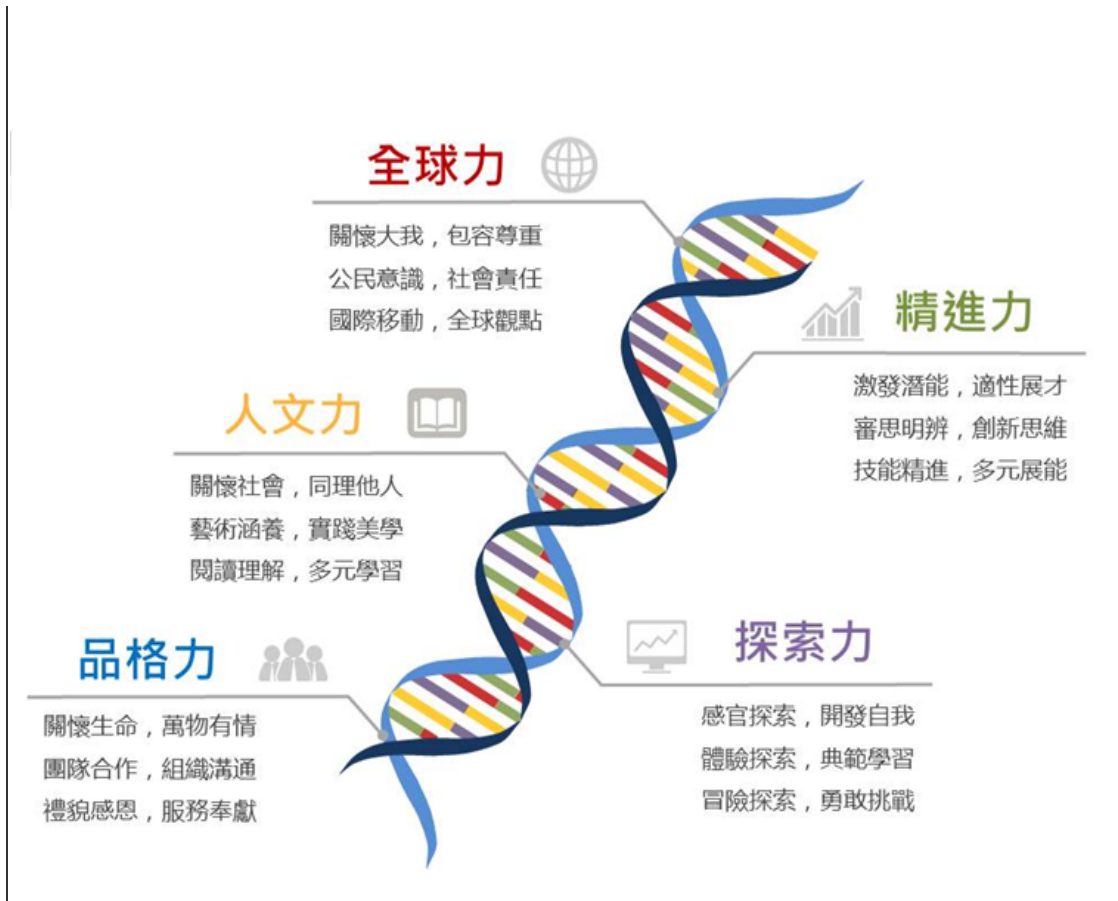 全球力
關懷大我，包容尊重
公民意識，社會責任
國際移動，全球觀點
精進力
激發潛能，適性展才
審思明辨，創新思維
技能精進，多元展能
人文力
關懷社會，同理他人
藝術涵養，實踐美學
閱讀理解，多元學習
探索力
感官探索，開發自我
體驗探索，典範學習
冒險探索，勇敢挑戰
品格力
關懷生命，萬物有情
團隊合作，組織溝通
禮貌感恩，服務奉獻